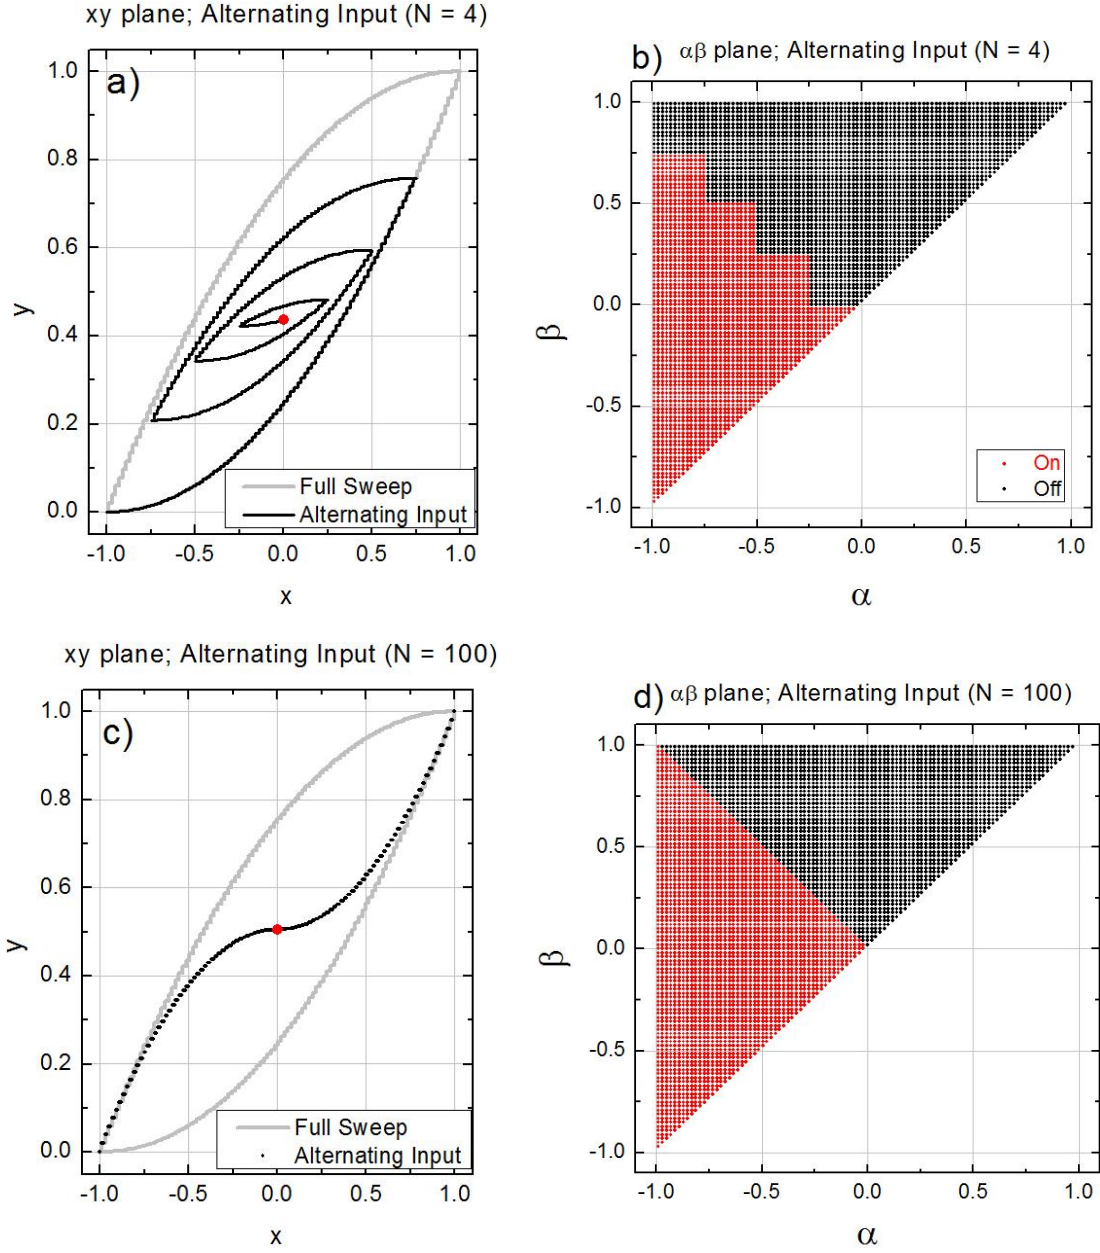 xy plane; Alternating Input (N = 4)
a)
1.0
0.8
0.6
0.4
0.2
0.0
y
Full Sweep
Alternating Input
-1.0 -0.5 0.0 0.5 1.0
x
b) αβ plane; Alternating Input (N = 4)
1.0
0.5
0.0
-0.5
-1.0
β
On
Off
-1.0 -0.5 0.0 0.5 1.0
α
xy plane; Alternating Input (N = 100)
c)
1.0
0.8
0.6
0.4
0.2
0.0
y
Full Sweep
Alternating Input
-1.0 -0.5 0.0 0.5 1.0
x
d) αβ plane; Alternating Input (N = 100)
1.0
0.5
0.0
-0.5
-1.0
β
-1.0 -0.5 0.0 0.5 1.0
α